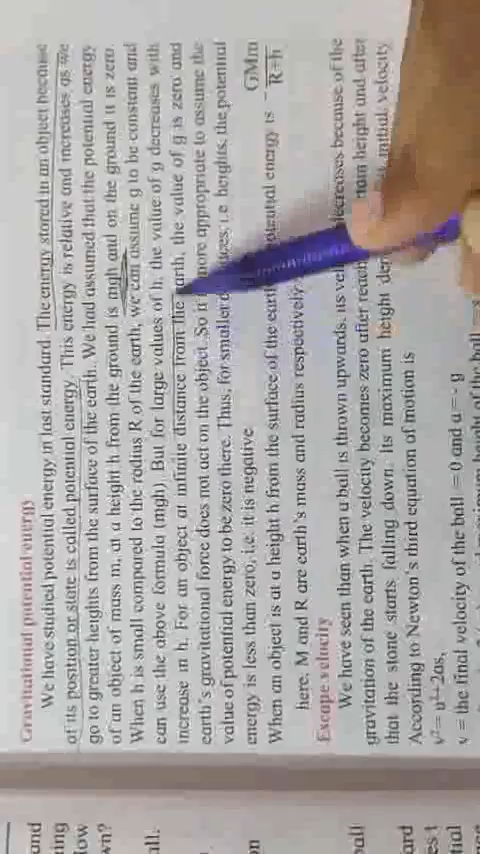 Gravitational potential energy
We have studied potential energy in last standard. The energy stored in an object because
of its position or state is called potential energy. This energy is relative and increases as we
go to greater heights from the surface of the earth. We had assumed that the potential energy
of an object of mass m, at a height h from the ground is mgh and on the ground it is zero.
When h is small compared to the radius R of the earth, we can assume g to be constant and
can use the above formula (mgh). But for large values of h, the value of g decreases with
increase in h. For an object at infinite distance from the earth, the value of g is zero and
earth's gravitational force does not act on the object. So it more appropriate to assume the
value of potential energy to be zero there. Thus, for smaller i.e. heights, the potential
energy is less than zero, i.e. it is negative.
When an object is at a height h from the surface of the earth potential energy is - GMm / R+h
here, M and R are earth's mass and radius respectively.
Escape velocity
We have seen than when a ball is thrown upwards, its decreases because of the
gravitation of the earth. The velocity becomes zero after height and after
that the stone starts falling down. Its maximum height initial velocity.
According to Newton's third equation of motion is
v² = u²+2as,
v = the final velocity of the ball = 0 and a = - g
and
ing
low
wn?
all.
on
ball
ard
es t
tial